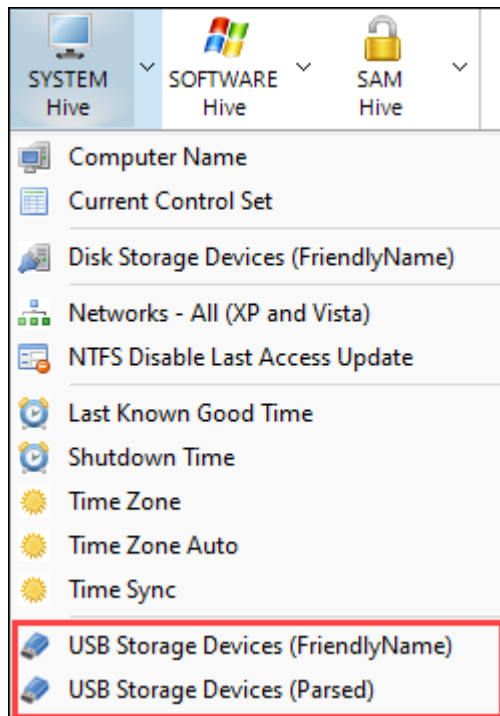 SYSTEM
Hive
SOFTWARE
Hive
SAM
Hive
Computer Name
Current Control Set
Disk Storage Devices (FriendlyName)
Networks - All (XP and Vista)
NTFS Disable Last Access Update
Last Known Good Time
Shutdown Time
Time Zone
Time Zone Auto
Time Sync
USB Storage Devices (FriendlyName)
USB Storage Devices (Parsed)